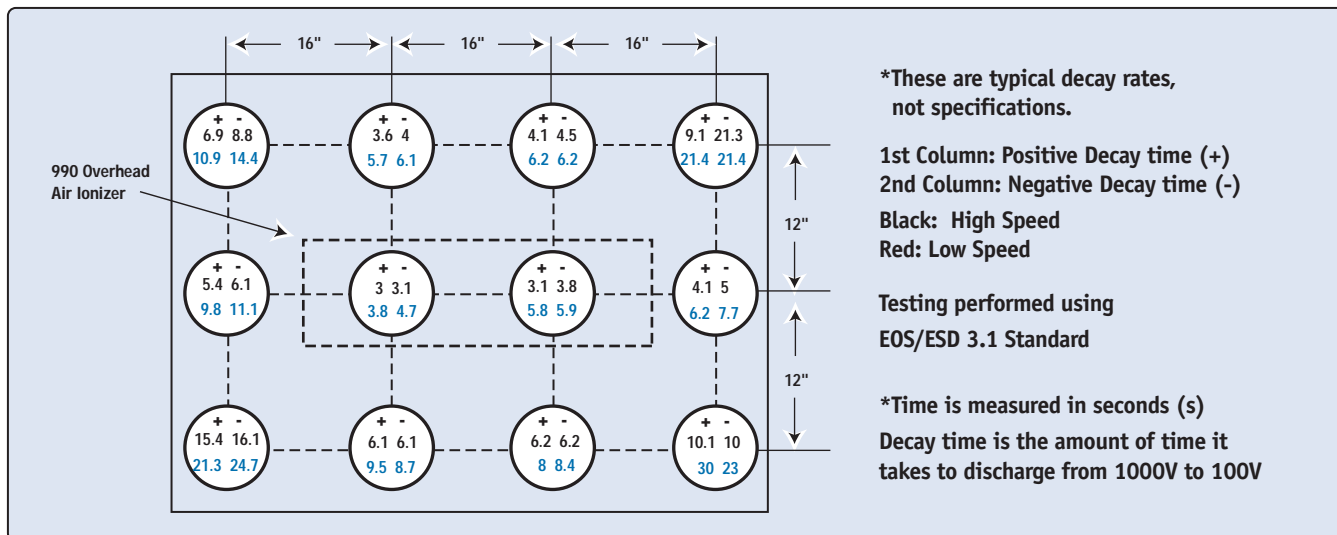 16" 16" 16"
+ - + - + - + -
6.9 8.8 3.6 4 4.1 4.5 9.1 21.3
10.9 14.4 5.7 6.1 6.2 6.2 21.4 21.4
990 Overhead
Air Ionizer
12"
+ - + - + - + -
5.4 6.1 3 3.1 3.1 3.8 4.1 5
9.8 11.1 3.8 4.7 5.8 5.9 6.2 7.7
12"
+ - + - + - + -
15.4 16.1 6.1 6.1 6.2 6.2 10.1 10
21.3 24.7 9.5 8.7 8 8.4 30 23
*These are typical decay rates,
not specifications.
1st Column: Positive Decay time (+)
2nd Column: Negative Decay time (-)
Black: High Speed
Red: Low Speed
Testing performed using
EOS/ESD 3.1 Standard
*Time is measured in seconds (s)
Decay time is the amount of time it
takes to discharge from 1000V to 100V